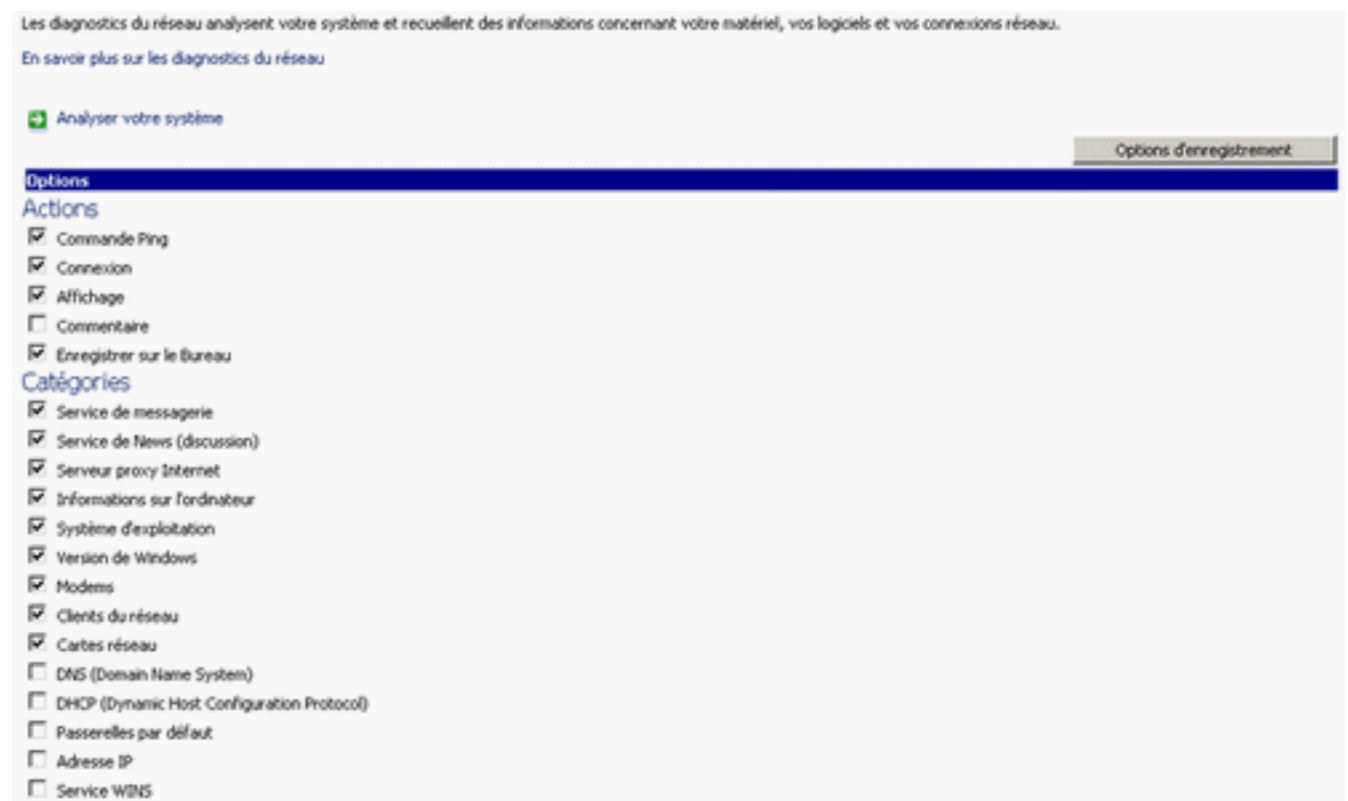 Les diagnostics du réseau analysent votre système et recueillent des informations concernant votre matériel, vos logiciels et vos connexions réseau.
En savoir plus sur les diagnostics du réseau
Analyser votre système
Options d'enregistrement
Options
Actions
Commande Ping
Connexion
Affichage
Commentaire
Enregistrer sur le Bureau
Catégories
Service de messagerie
Service de News (discussion)
Serveur proxy Internet
Informations sur l'ordinateur
Système d'exploitation
Version de Windows
Modems
Clients du réseau
Cartes réseau
DNS (Domain Name System)
DHCP (Dynamic Host Configuration Protocol)
Passerelles par défaut
Adresse IP
Service WINS